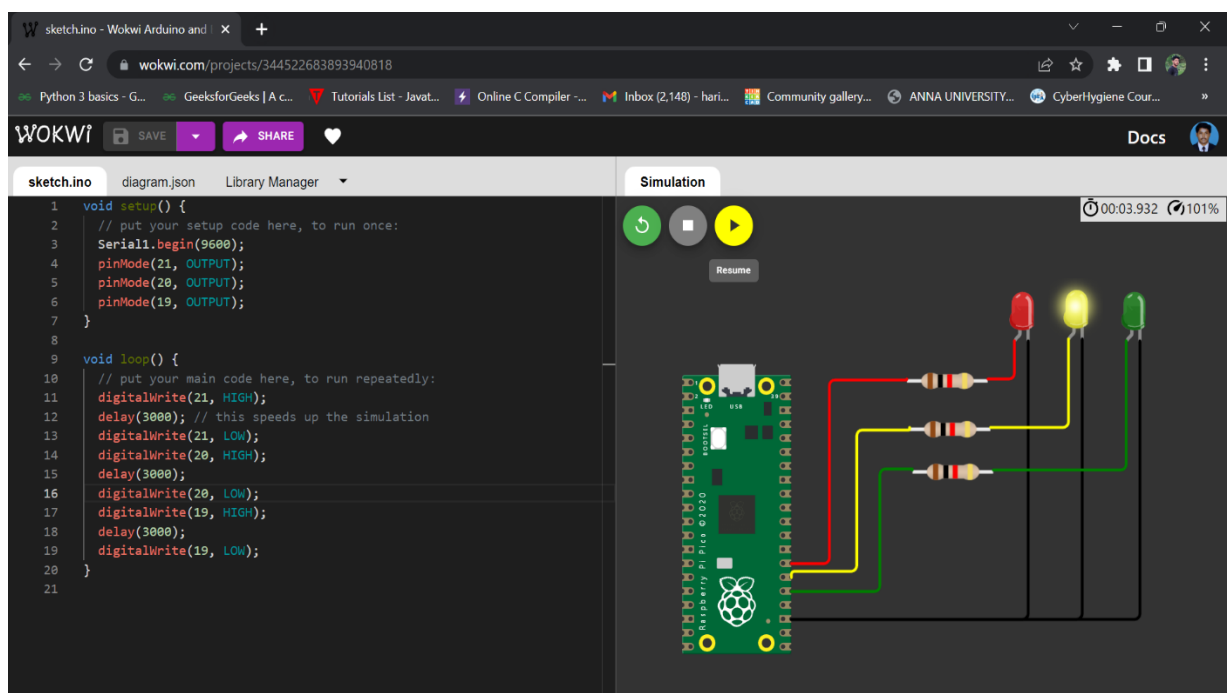 sketch.ino - Wokwi Arduino and
wokwi.com/projects/344522683893940818
Python 3 basics - G... GeeksforGeeks | A c... Tutorials List - Javat... Online C Compiler -... Inbox (2,148) - hari... Community gallery... ANNA UNIVERSITY... CyberHygiene Cour... »
WOKWi SAVE SHARE Docs
sketch.ino diagram.json Library Manager Simulation
1 void setup() {
2 // put your setup code here, to run once:
3 Serial1.begin(9600);
4 pinMode(21, OUTPUT);
5 pinMode(20, OUTPUT);
6 pinMode(19, OUTPUT);
7 }
8
9 void loop() {
10 // put your main code here, to run repeatedly:
11 digitalWrite(21, HIGH);
12 delay(3000); // this speeds up the simulation
13 digitalWrite(21, LOW);
14 digitalWrite(20, HIGH);
15 delay(3000);
16 digitalWrite(20, LOW);
17 digitalWrite(19, HIGH);
18 delay(3000);
19 digitalWrite(19, LOW);
20 }
21
00:03.932 101%
Resume
LED USB
BOOTSEL
Raspberry Pi Pico ©2020